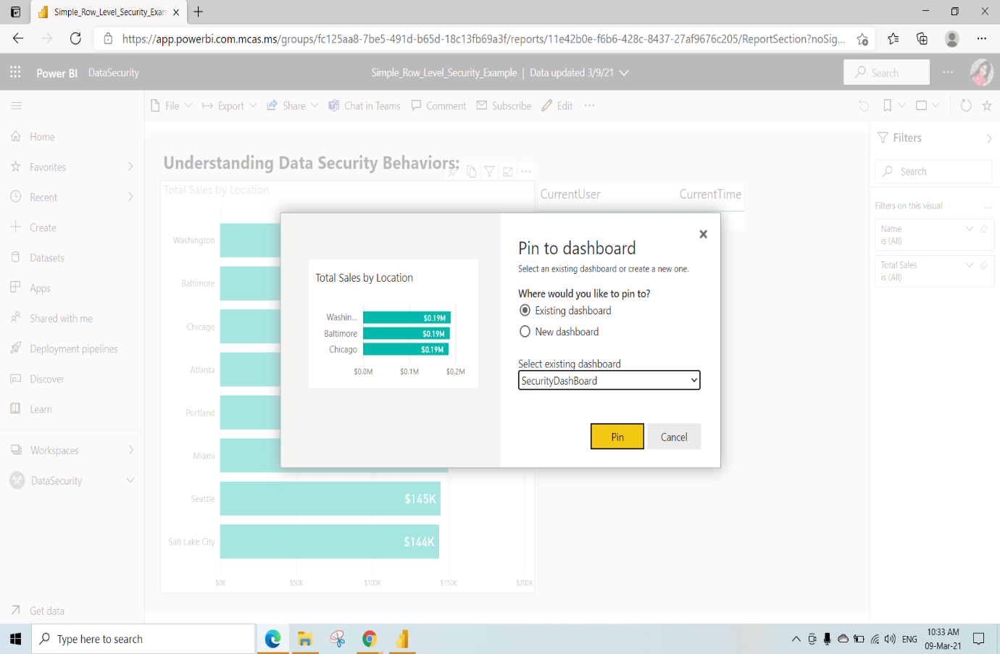 Simple_Row_Level_Security_Exam
https://app.powerbi.com.mcas.ms/groups/fc125aa8-7be5-491d-b65d-18c13fb69a3f/reports/11e42b0e-f6b6-428c-8437-27af9676c205/ReportSection?noSig...
Power BI DataSecurity
Simple_Row_Level_Security_Example | Data updated 3/9/21
Search
File Export Share Chat in Teams Comment Subscribe Edit
Home
Favorites
Recent
Create
Datasets
Apps
Shared with me
Deployment pipelines
Discover
Learn
Workspaces
DataSecurity
Get data
Understanding Data Security Behaviors:
Total Sales by Location
Washington
Baltimore
Chicago
Atlanta
Portland
Miami
Seattle $145K
Salt Lake City $144K
$0K $50K $100K $150K $200K
CurrentUser CurrentTime
Total Sales by Location
Washin... $0.19M
Baltimore $0.19M
Chicago $0.19M
$0.0M $0.1M $0.2M
Pin to dashboard
Select an existing dashboard or create a new one.
Where would you like to pin to?
Existing dashboard
New dashboard
Select existing dashboard
SecurityDashBoard
Pin Cancel
Filters
Search
Filters on this visual
Name
is (All)
Total Sales
is (All)
Type here to search
ENG
10:33 AM
09-Mar-21